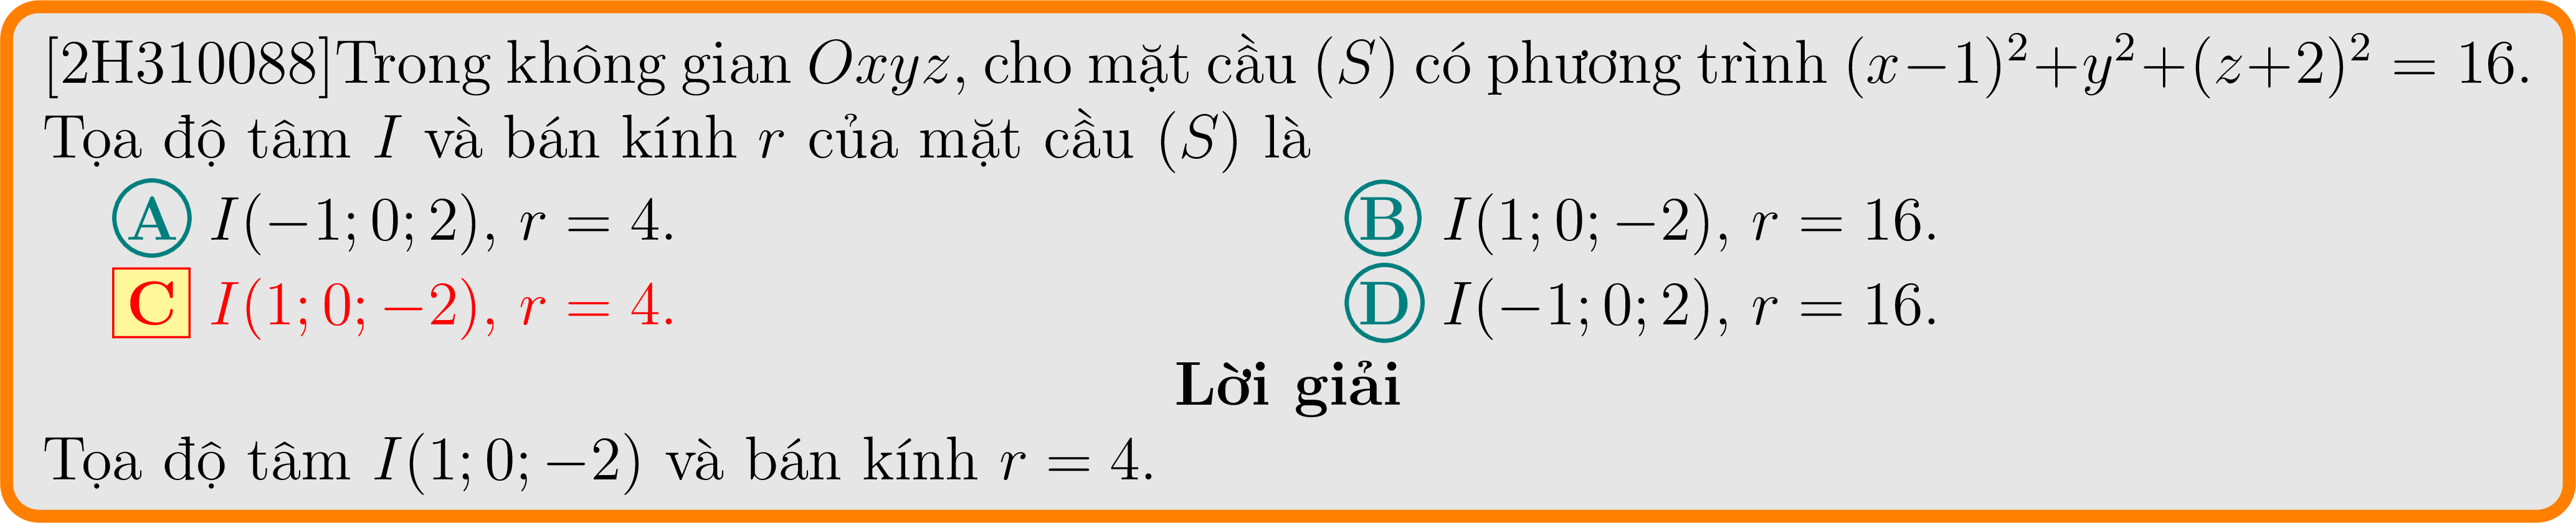 [2H310088]Trong không gian Oxyz, cho mặt cầu (S) có phương trình (x−1)²+y²+(z+2)² = 16.
Tọa độ tâm I và bán kính r của mặt cầu (S) là
A I(−1; 0; 2), r = 4. B I(1; 0; −2), r = 16.
C I(1; 0; −2), r = 4. D I(−1; 0; 2), r = 16.
Lời giải
Tọa độ tâm I(1; 0; −2) và bán kính r = 4.